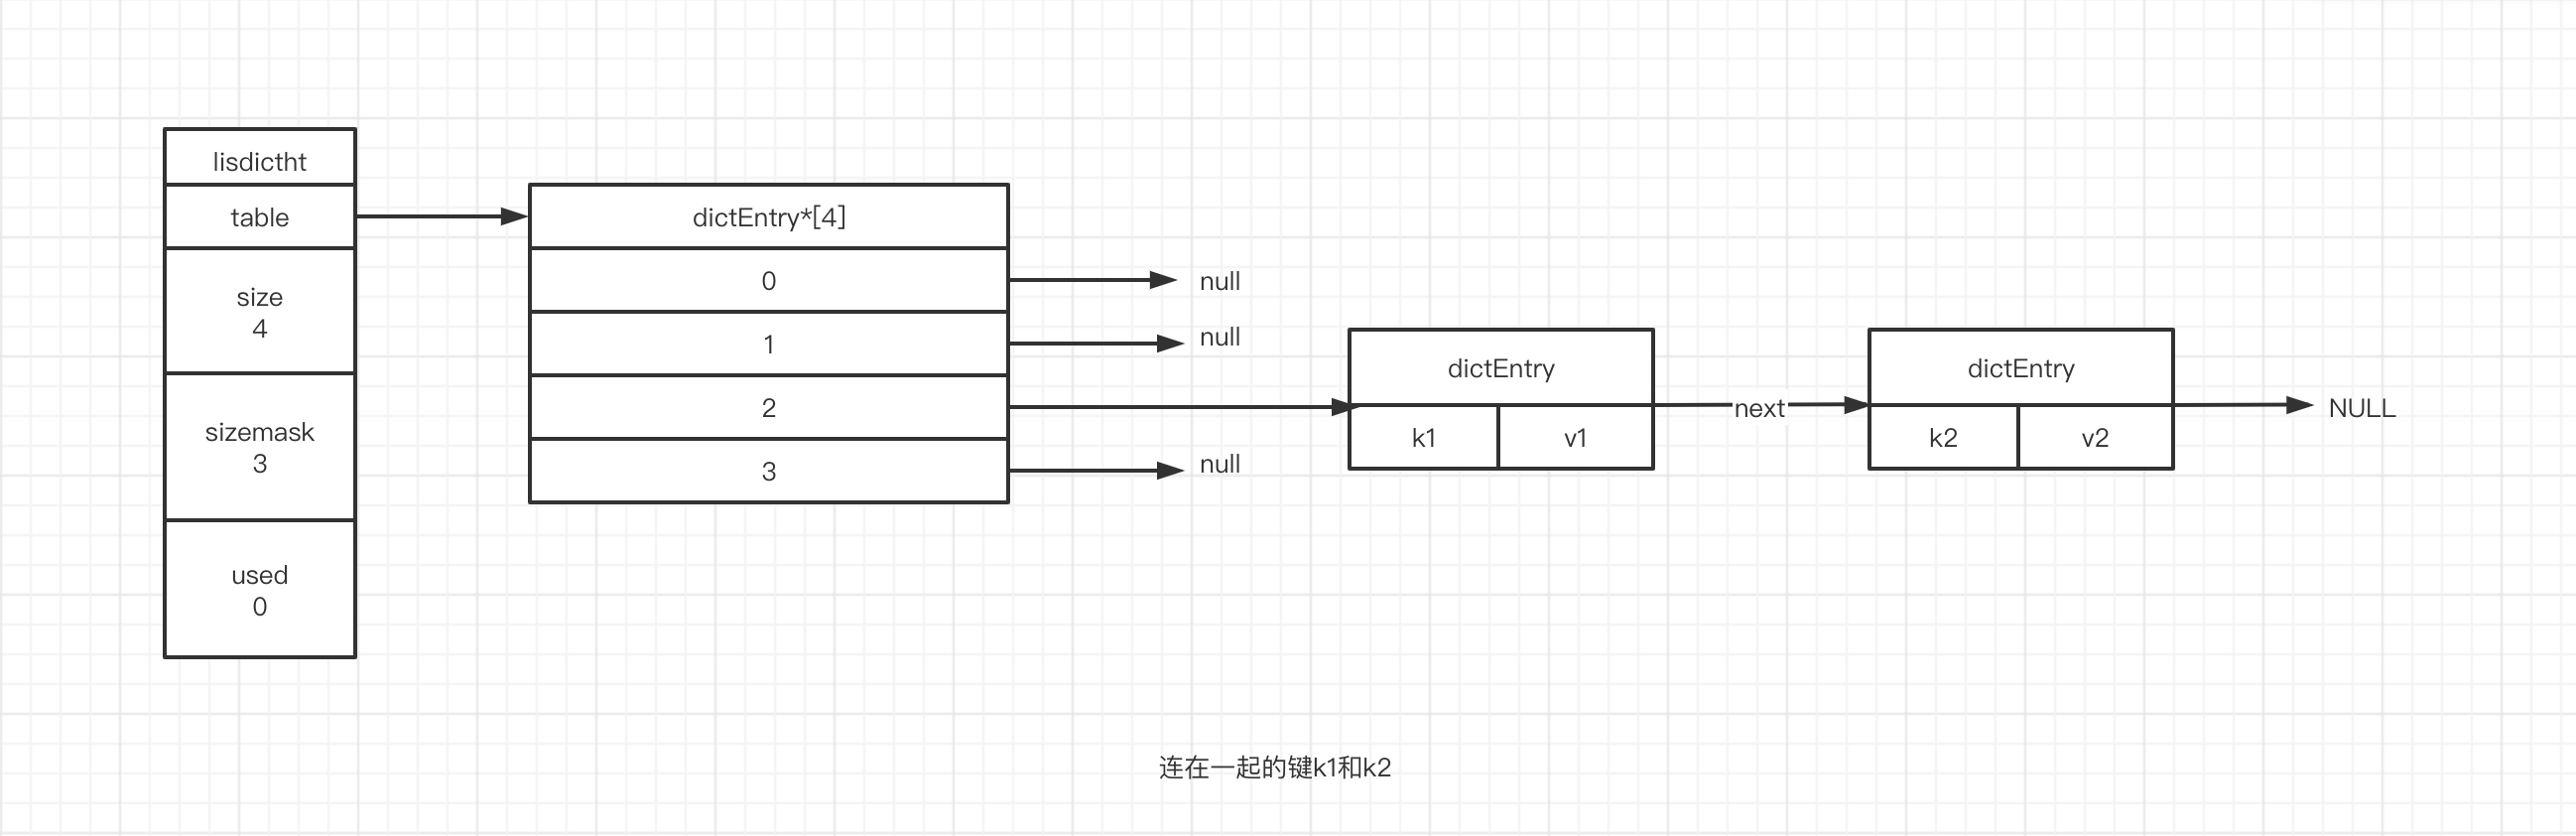 lisdictht
table
size
4
sizemask
3
used
0
dictEntry*[4]
0
1
2
3
null
null
null
dictEntry
k1
v1
next
dictEntry
k2
v2
NULL
连在一起的键k1和k2